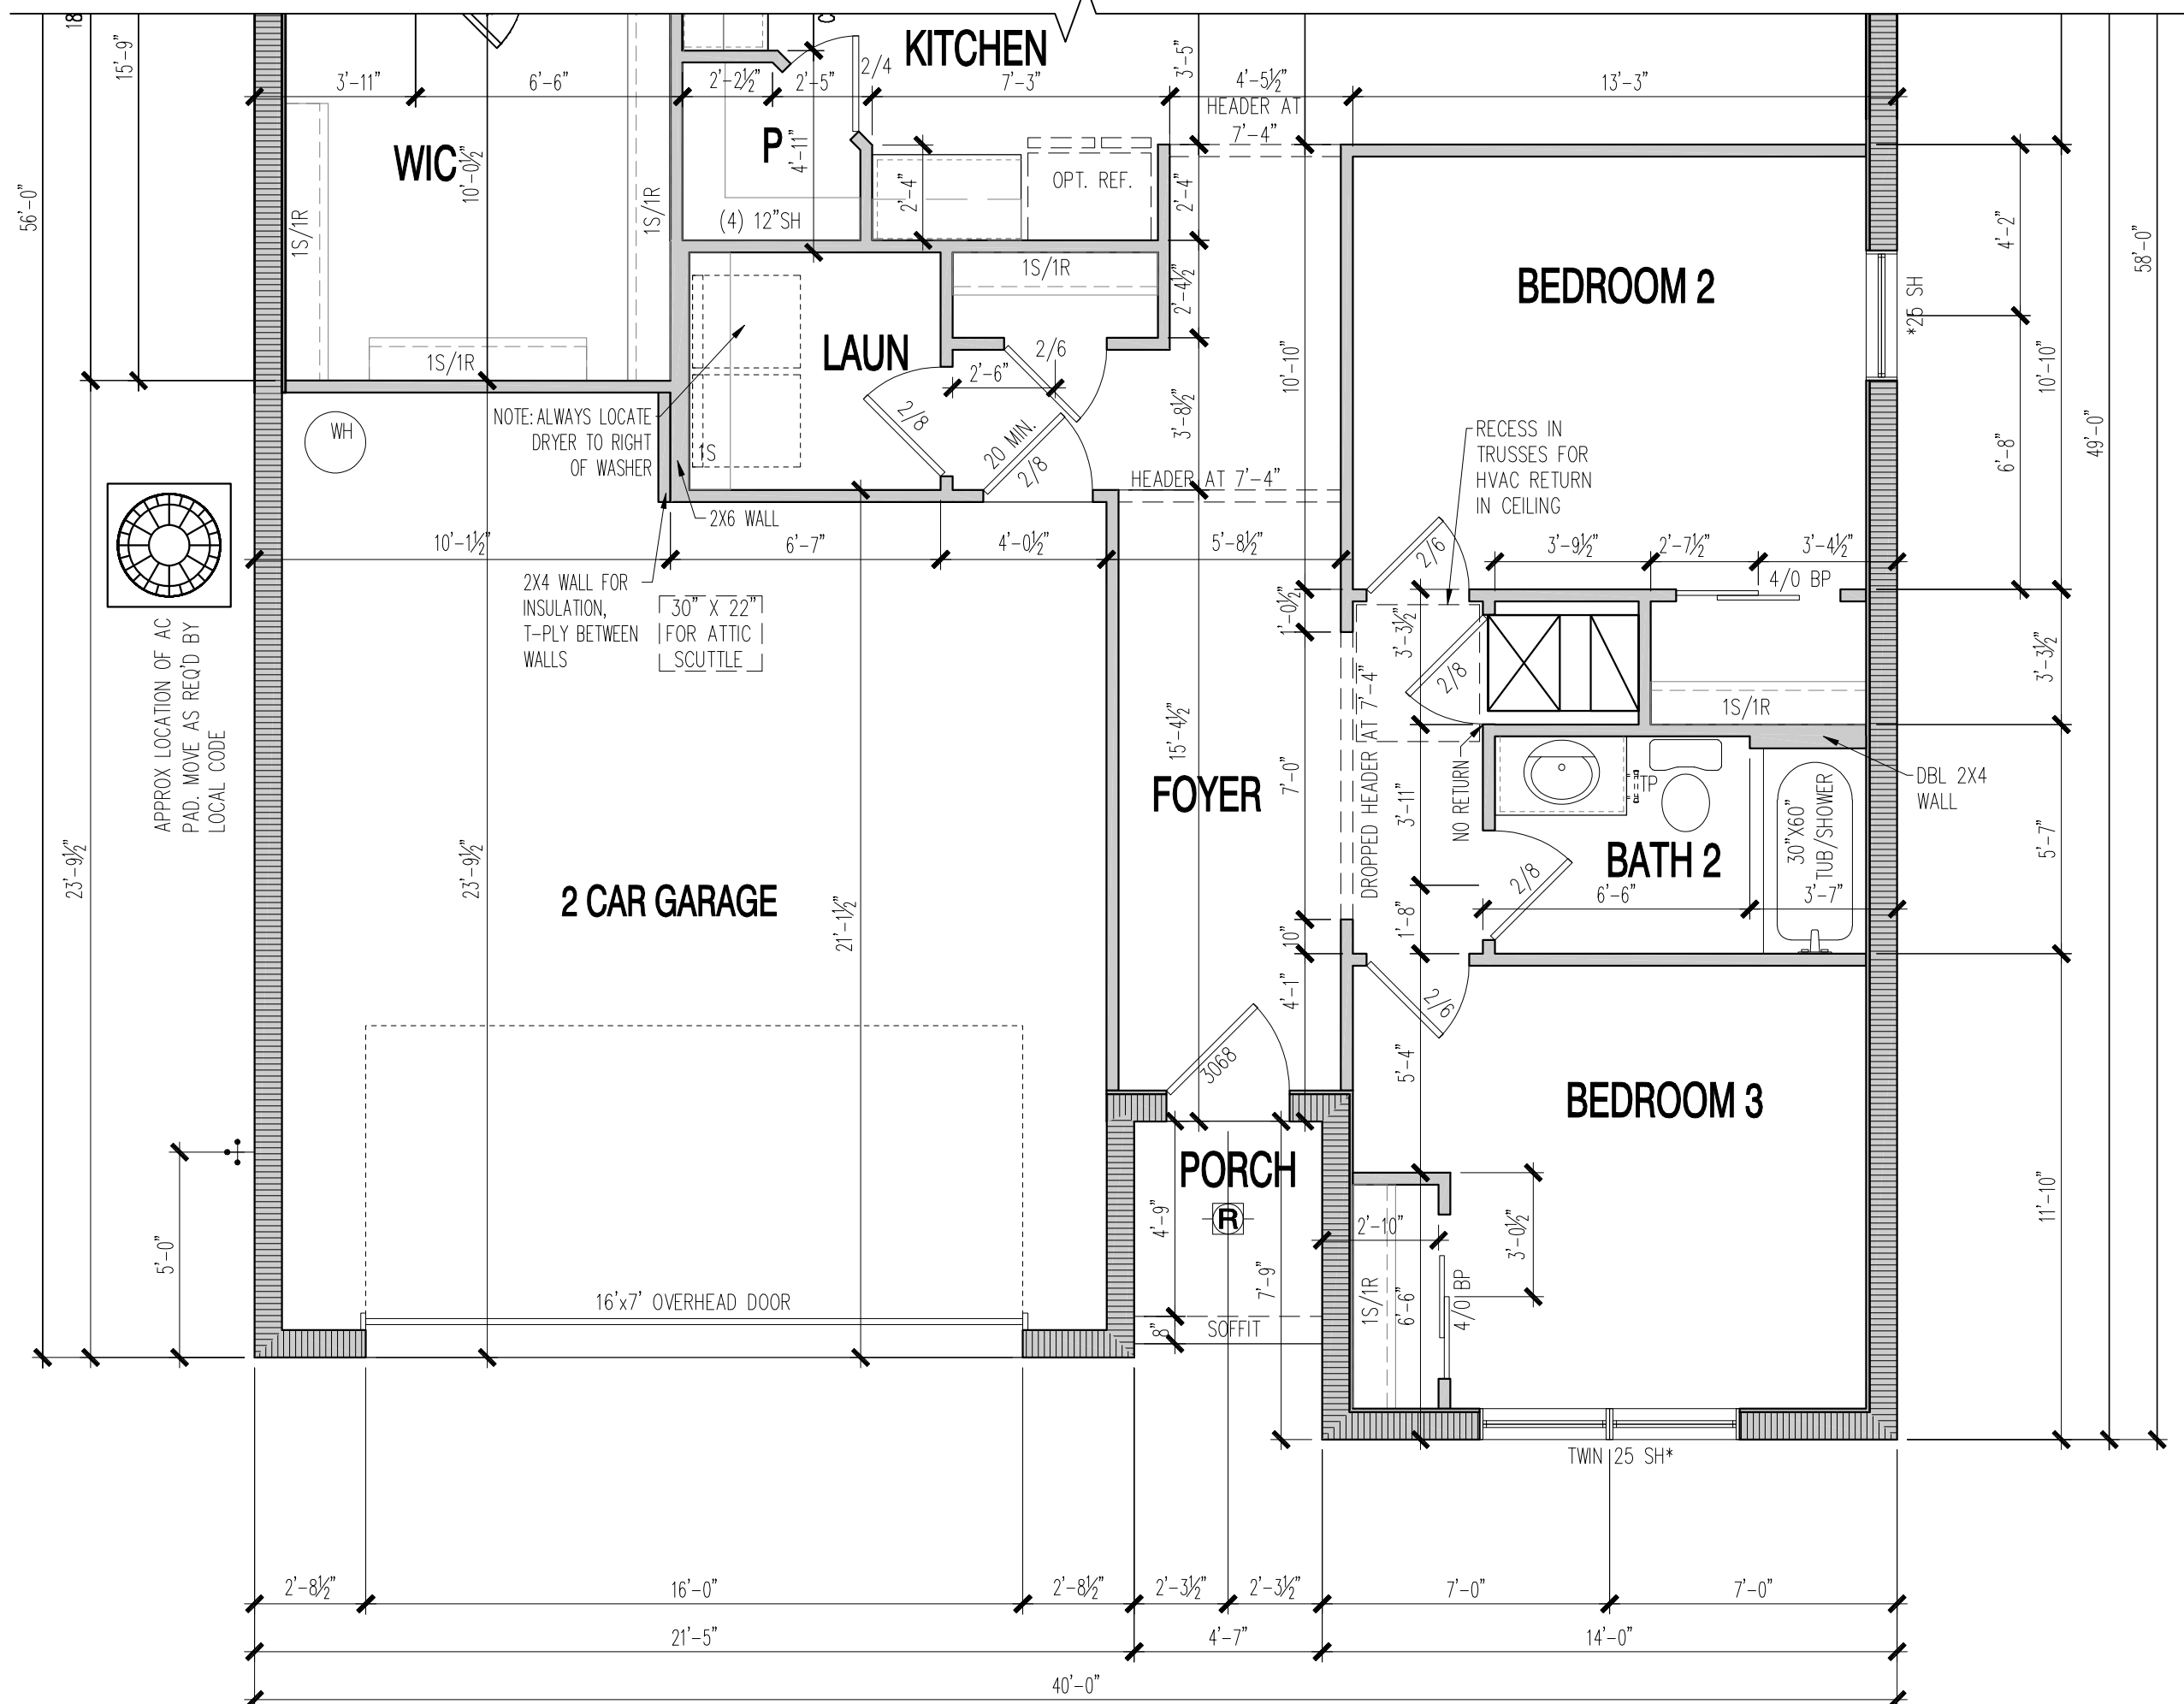 KITCHEN
2/4
3'-5"
15'-9"
3'-11"
6'-6"
2'-2½"
2'-5"
7'-3"
4'-5½"
13'-3"
HEADER AT
7'-4"
WIC
10'-0½"
P
4'-11"
OPT. REF.
2'-4"
2'-4"
56'-0"
1S/1R
1S/1R
(4) 12"SH
4'-2"
58'-0"
1S/1R
BEDROOM 2
*25 SH
2'-4½"
LAUN
2/6
1S/1R
2'-6"
10'-10"
10'-10"
3'-8½"
2/8
49'-0"
WH
NOTE: ALWAYS LOCATE
DRYER TO RIGHT
OF WASHER
1S
20 MIN.
2/8
RECESS IN
TRUSSES FOR
HVAC RETURN
IN CEILING
6'-8"
HEADER AT 7'-4"
2X6 WALL
10'-1½"
6'-7"
4'-0½"
5'-8½"
2/6
3'-9½"
2'-7½"
3'-4½"
4/0 BP
2X4 WALL FOR
INSULATION,
T-PLY BETWEEN
WALLS
30" X 22"
FOR ATTIC
SCUTTLE
1'-0½"
3'-3½"
3'-3½"
2/8
1S/1R
APPROX LOCATION OF AC
PAD. MOVE AS REQ'D BY
LOCAL CODE
15'-4½"
7'-0"
DROPPED HEADER AT 7'-4"
NO RETURN
3'-11"
TP
DBL 2X4
WALL
FOYER
30"X60"
TUB/SHOWER
BATH 2
5'-7"
23'-9½"
23'-9½"
2 CAR GARAGE
21'-1½"
2/8
6'-6"
3'-7"
10"
1'-8"
4'-1"
2/6
3068
5'-4"
BEDROOM 3
PORCH
R
4'-9"
2'-10"
3'-0½"
11'-10"
5'-0"
7'-9"
1S/1R
6'-6"
4/0 BP
16'x7' OVERHEAD DOOR
8"
SOFFIT
TWIN 25 SH*
2'-8½"
16'-0"
2'-8½"
2'-3½"
2'-3½"
7'-0"
7'-0"
21'-5"
4'-7"
14'-0"
40'-0"